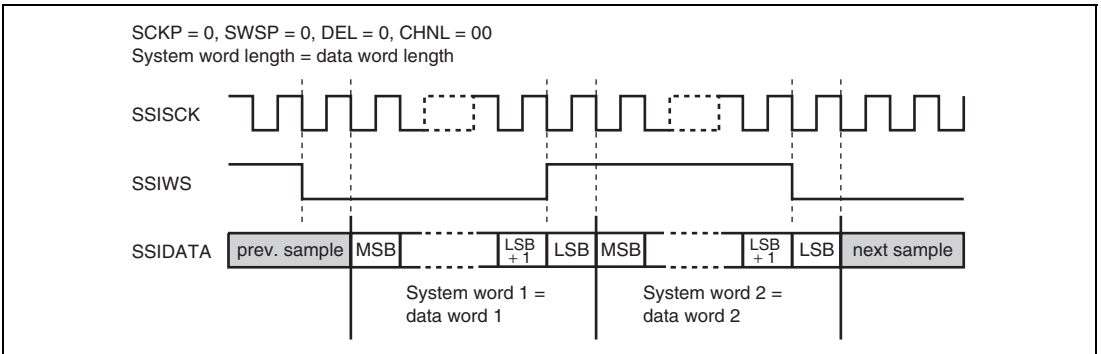 SCKP = 0, SWSP = 0, DEL = 0, CHNL = 00
System word length = data word length
SSISCK
SSIWS
SSIDATA prev. sample MSB LSB + 1 LSB MSB LSB + 1 LSB next sample
System word 1 = System word 2 =
data word 1 data word 2